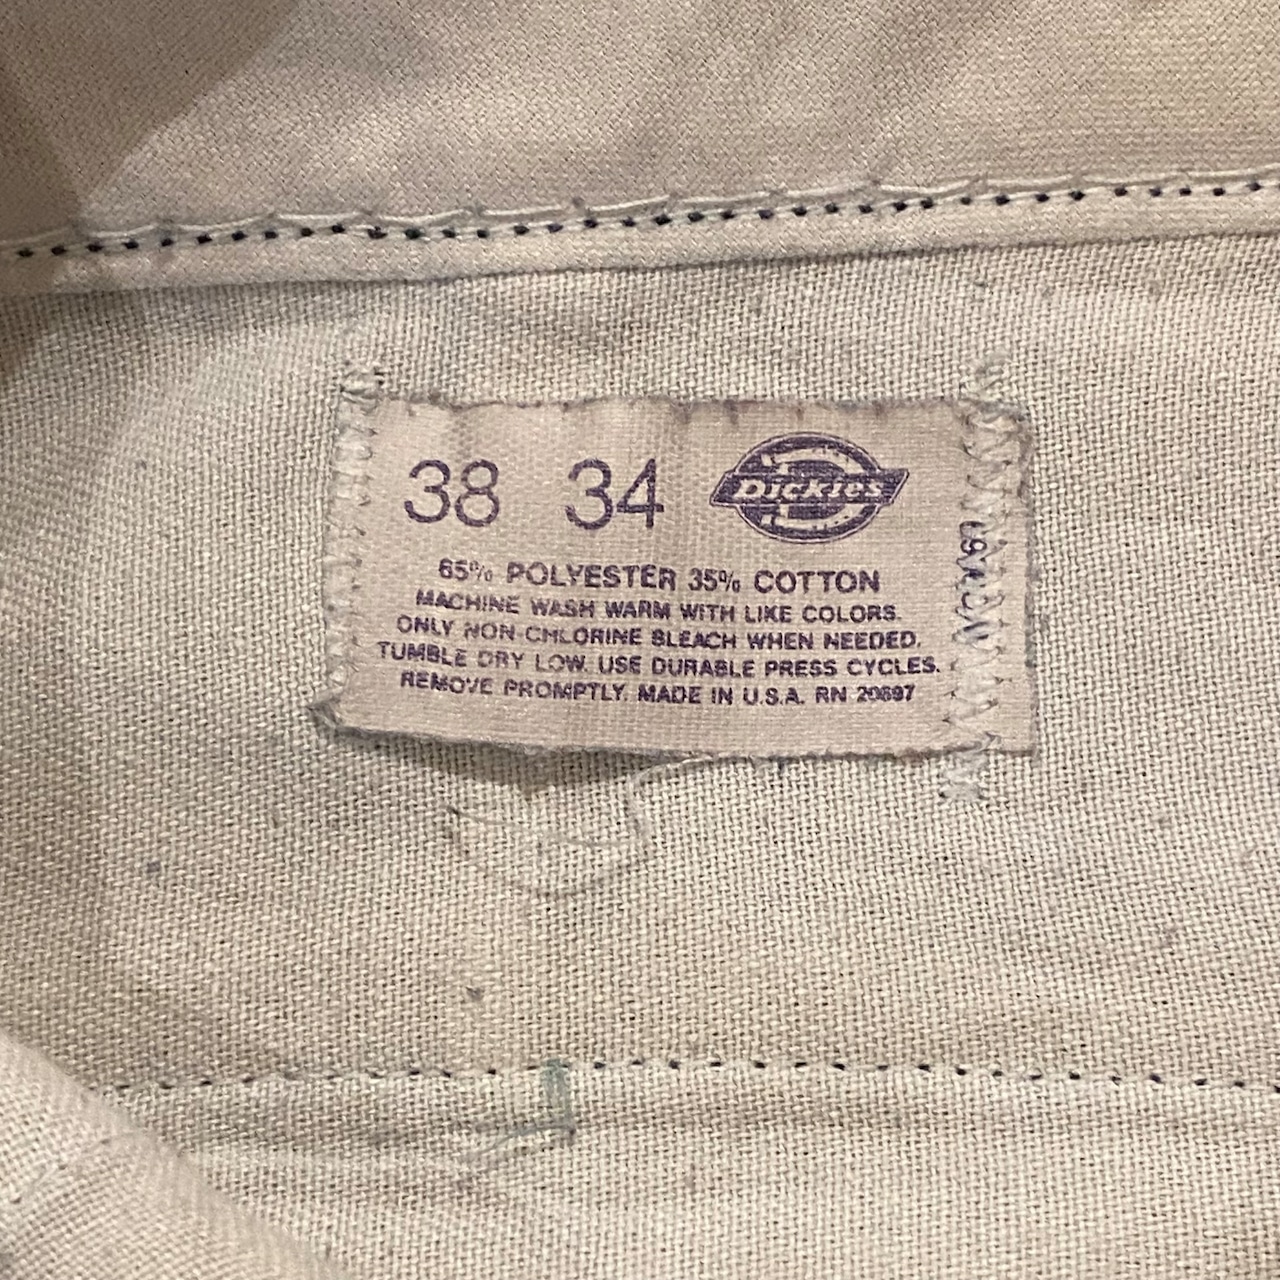 38 34 Dickies
65% POLYESTER 35% COTTON
MACHINE WASH WARM WITH LIKE COLORS.
ONLY NON-CHLORINE BLEACH WHEN NEEDED.
TUMBLE DRY LOW. USE DURABLE PRESS CYCLES.
REMOVE PROMPTLY. MADE IN U.S.A. RN 20697